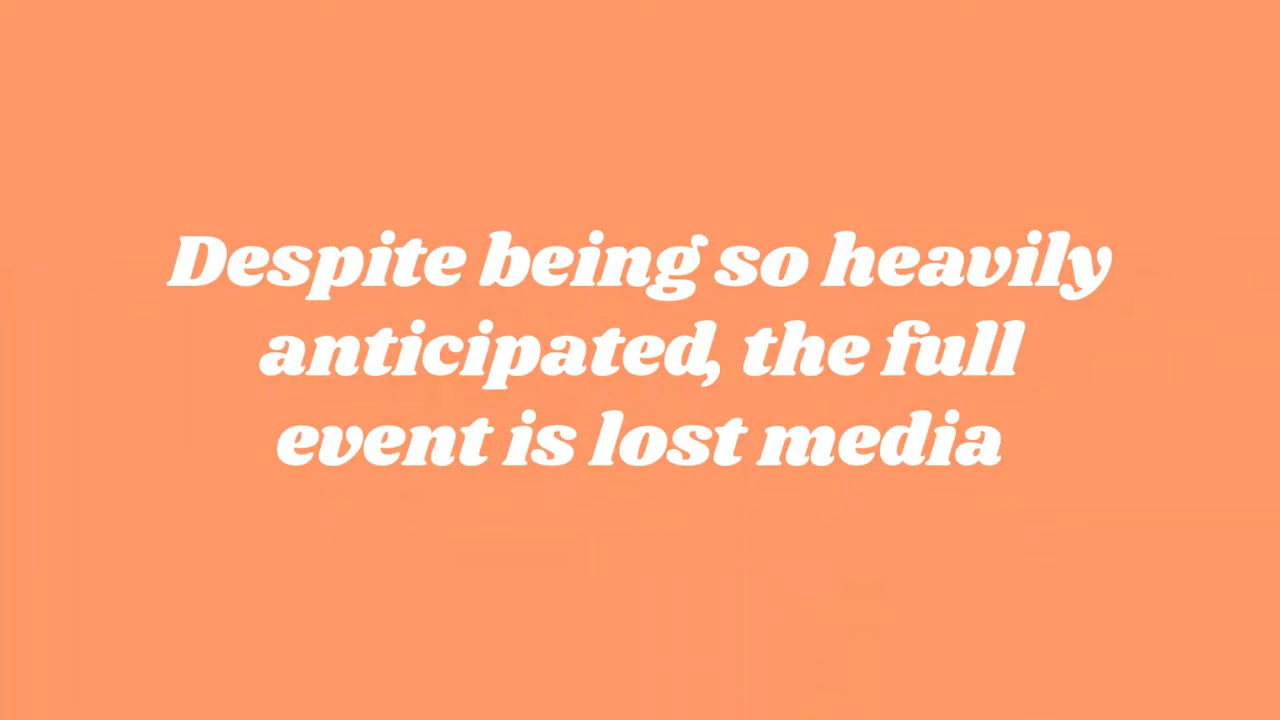 Despite being so heavily
anticipated, the full
event is lost media